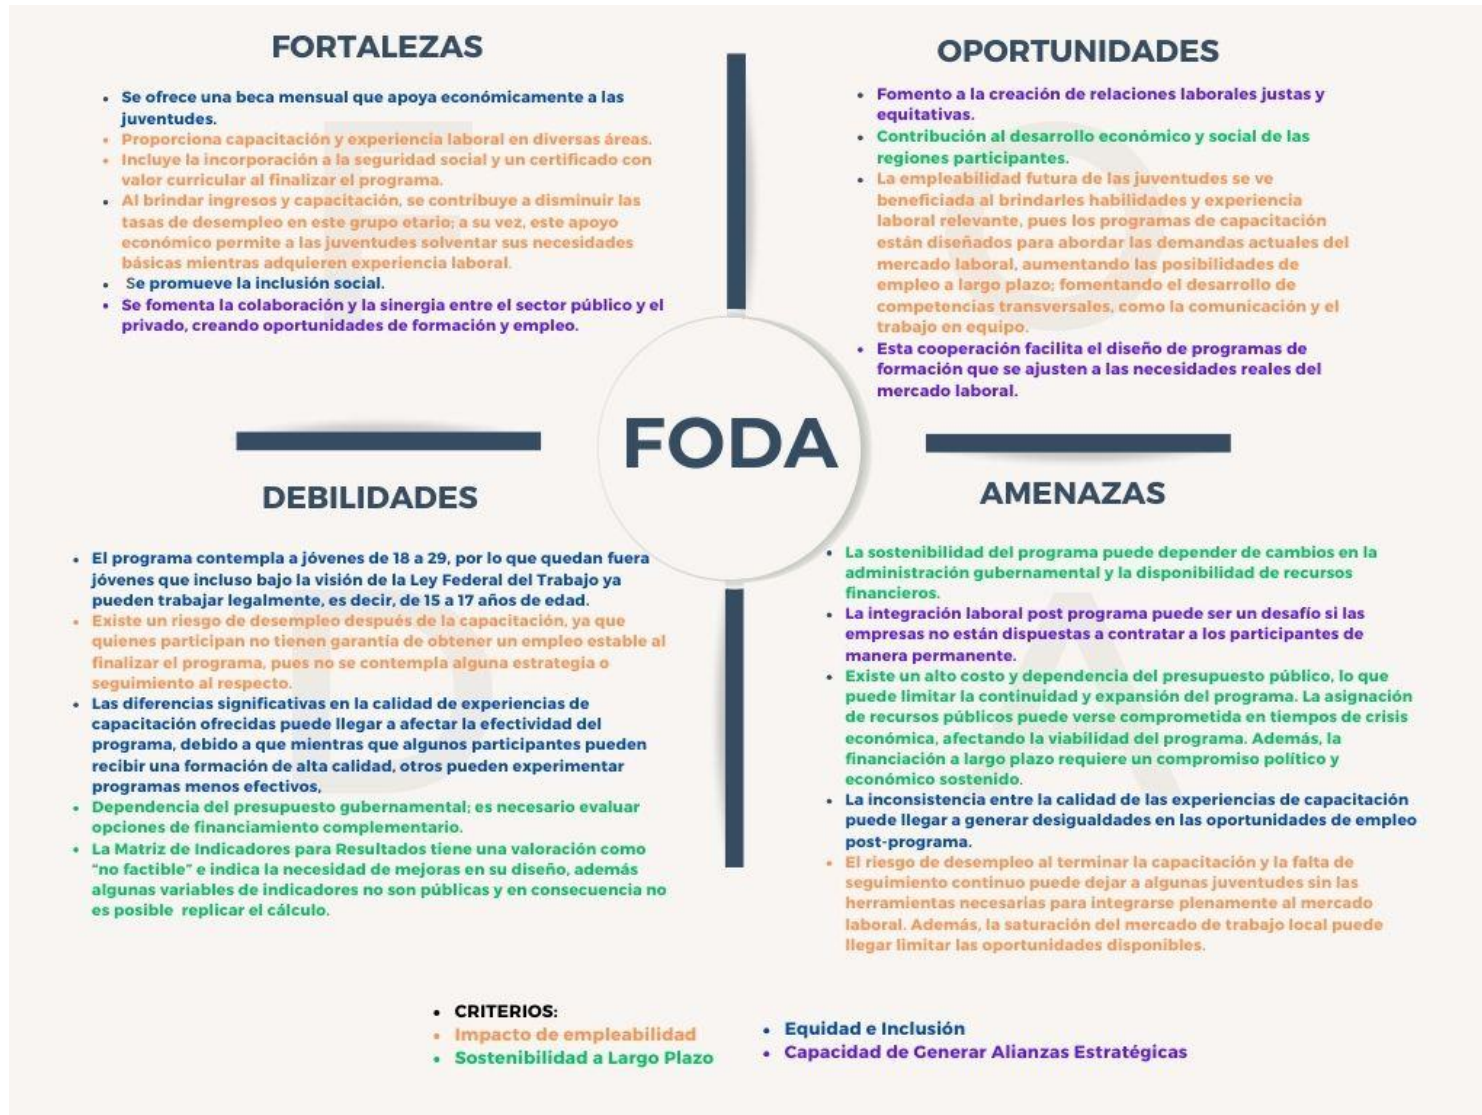 FORTALEZAS
• Se ofrece una beca mensual que apoya económicamente a las
juventudes.
• Proporciona capacitación y experiencia laboral en diversas áreas.
• Incluye la incorporación a la seguridad social y un certificado con
valor curricular al finalizar el programa.
• Al brindar ingresos y capacitación, se contribuye a disminuir las
tasas de desempleo en este grupo etario; a su vez, este apoyo
económico permite a las juventudes solventar sus necesidades
básicas mientras adquieren experiencia laboral.
• Se promueve la inclusión social.
• Se fomenta la colaboración y la sinergia entre el sector público y el
privado, creando oportunidades de formación y empleo.
OPORTUNIDADES
• Fomento a la creación de relaciones laborales justas y
equitativas.
• Contribución al desarrollo económico y social de las
regiones participantes.
• La empleabilidad futura de las juventudes se ve
beneficiada al brindarles habilidades y experiencia
laboral relevante, pues los programas de capacitación
están diseñados para abordar las demandas actuales del
mercado laboral, aumentando las posibilidades de
empleo a largo plazo; fomentando el desarrollo de
competencias transversales, como la comunicación y el
trabajo en equipo.
• Esta cooperación facilita el diseño de programas de
formación que se ajusten a las necesidades reales del
mercado laboral.
FODA
DEBILIDADES
• El programa contempla a jóvenes de 18 a 29, por lo que quedan fuera
jóvenes que incluso bajo la visión de la Ley Federal del Trabajo ya
pueden trabajar legalmente, es decir, de 15 a 17 años de edad.
• Existe un riesgo de desempleo después de la capacitación, ya que
quienes participan no tienen garantía de obtener un empleo estable al
finalizar el programa, pues no se contempla alguna estrategia o
seguimiento al respecto.
• Las diferencias significativas en la calidad de experiencias de
capacitación ofrecidas puede llegar a afectar la efectividad del
programa, debido a que mientras que algunos participantes pueden
recibir una formación de alta calidad, otros pueden experimentar
programas menos efectivos,
• Dependencia del presupuesto gubernamental; es necesario evaluar
opciones de financiamiento complementario.
• La Matriz de Indicadores para Resultados tiene una valoración como
"no factible" e indica la necesidad de mejoras en su diseño, además
algunas variables de indicadores no son públicas y en consecuencia no
es posible replicar el cálculo.
AMENAZAS
• La sostenibilidad del programa puede depender de cambios en la
administración gubernamental y la disponibilidad de recursos
financieros.
• La integración laboral post programa puede ser un desafío si las
empresas no están dispuestas a contratar a los participantes de
manera permanente.
• Existe un alto costo y dependencia del presupuesto público, lo que
puede limitar la continuidad y expansión del programa. La asignación
de recursos públicos puede verse comprometida en tiempos de crisis
económica, afectando la viabilidad del programa. Además, la
financiación a largo plazo requiere un compromiso político y
económico sostenido.
• La inconsistencia entre la calidad de las experiencias de capacitación
puede llegar a generar desigualdades en las oportunidades de empleo
post-programa.
• El riesgo de desempleo al terminar la capacitación y la falta de
seguimiento continuo puede dejar a algunas juventudes sin las
herramientas necesarias para integrarse plenamente al mercado
laboral. Además, la saturación del mercado de trabajo local puede
llegar limitar las oportunidades disponibles.
• CRITERIOS:
• Impacto de empleabilidad
• Sostenibilidad a Largo Plazo
• Equidad e Inclusión
• Capacidad de Generar Alianzas Estratégicas
F
O
D
A